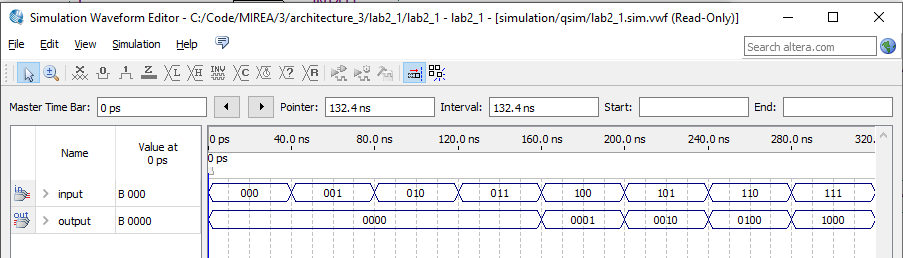 Simulation Waveform Editor - C:/Code/MIREA/3/architecture_3/lab2_1/lab2_1 - lab2_1 - [simulation/qsim/lab2_1.sim.vwf (Read-Only)]
File Edit View Simulation Help Search altera.com
Master Time Bar: 0 ps Pointer: 132.4 ns Interval: 132.4 ns Start: End:
Name Value at 0 ps 0 ps 40.0 ns 80.0 ns 120.0 ns 160.0 ns 200.0 ns 240.0 ns 280.0 ns 320.
0 ps
input B 000 000 001 010 011 100 101 110 111
output B 0000 0000 0001 0010 0100 1000